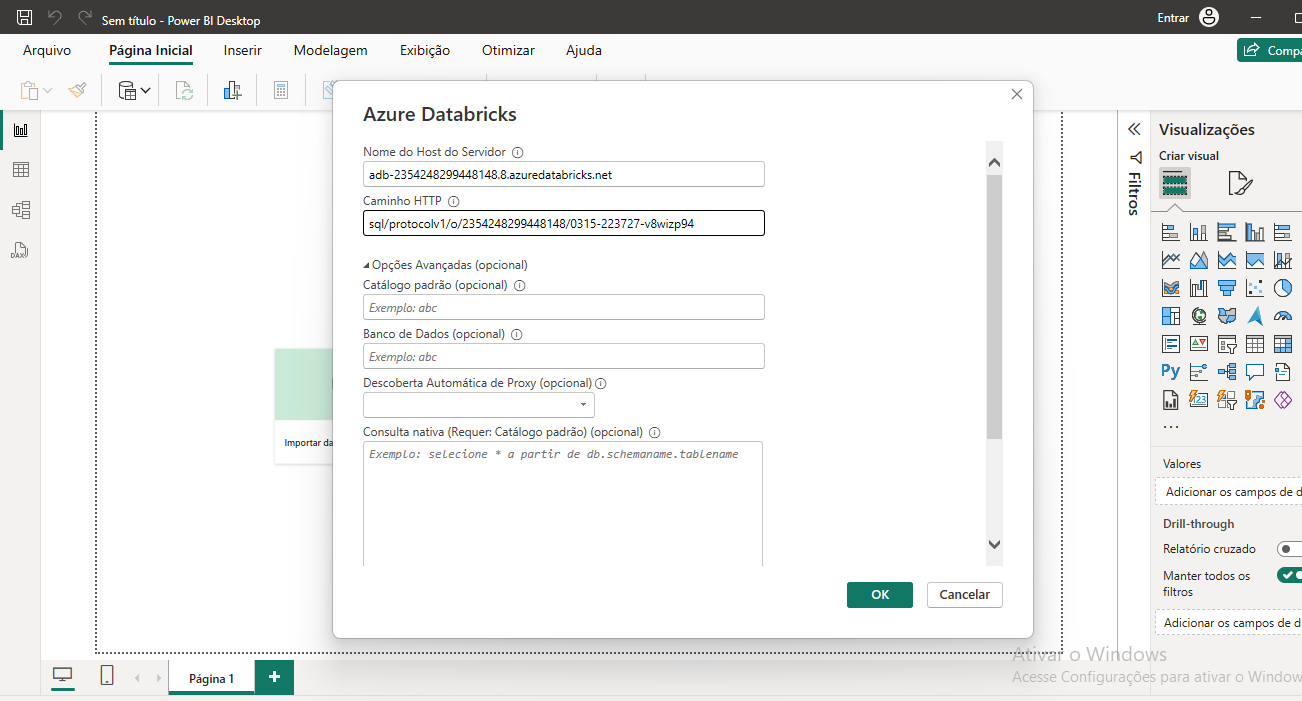 Sem título - Power BI Desktop
Entrar
Arquivo
Página Inicial
Inserir
Modelagem
Exibição
Otimizar
Ajuda
Azure Databricks
Nome do Host do Servidor
adb-2354248299448148.8.azuredatabricks.net
Caminho HTTP
sql/protocolv1/o/2354248299448148/0315-223727-v8wizp94
Opções Avançadas (opcional)
Catálogo padrão (opcional)
Exemplo: abc
Banco de Dados (opcional)
Exemplo: abc
Descoberta Automática de Proxy (opcional)
Consulta nativa (Requer: Catálogo padrão) (opcional)
Exemplo: selecione * a partir de db.schemaname.tablename
OK
Cancelar
Importar da
DAX
Filtros
Visualizações
Criar visual
Py
123
...
Valores
Adicionar os campos de d
Drill-through
Relatório cruzado
Manter todos os
filtros
Adicionar os campos de d
Ativar o Windows
Acesse Configurações para ativar o Window
Página 1
+